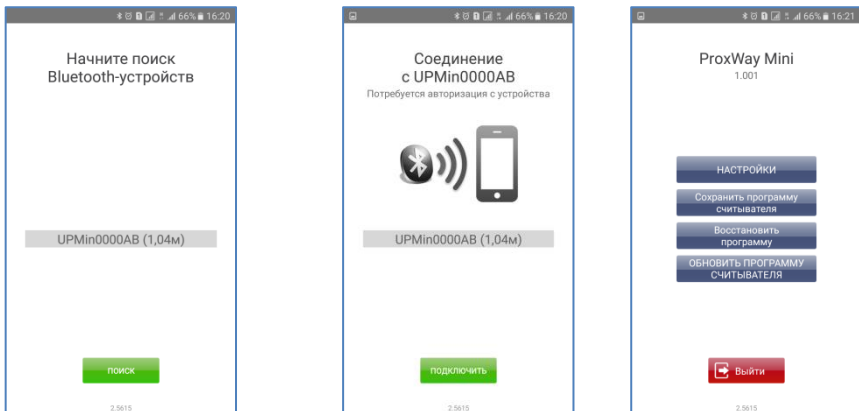 66% 16:20
Начните поиск
Bluetooth-устройств
UPMin0000AB (1,04м)
ПОИСК
2.5615
66% 16:20
Соединение
с UPMin0000AB
Потребуется авторизация с устройства
UPMin0000AB (1,04м)
ПОДКЛЮЧИТЬ
2.5615
66% 16:21
ProxWay Mini
1.001
НАСТРОЙКИ
Сохранить программу
считывателя
Восстановить
программу
ОБНОВИТЬ ПРОГРАММУ
СЧИТЫВАТЕЛЯ
Выйти
2.5615